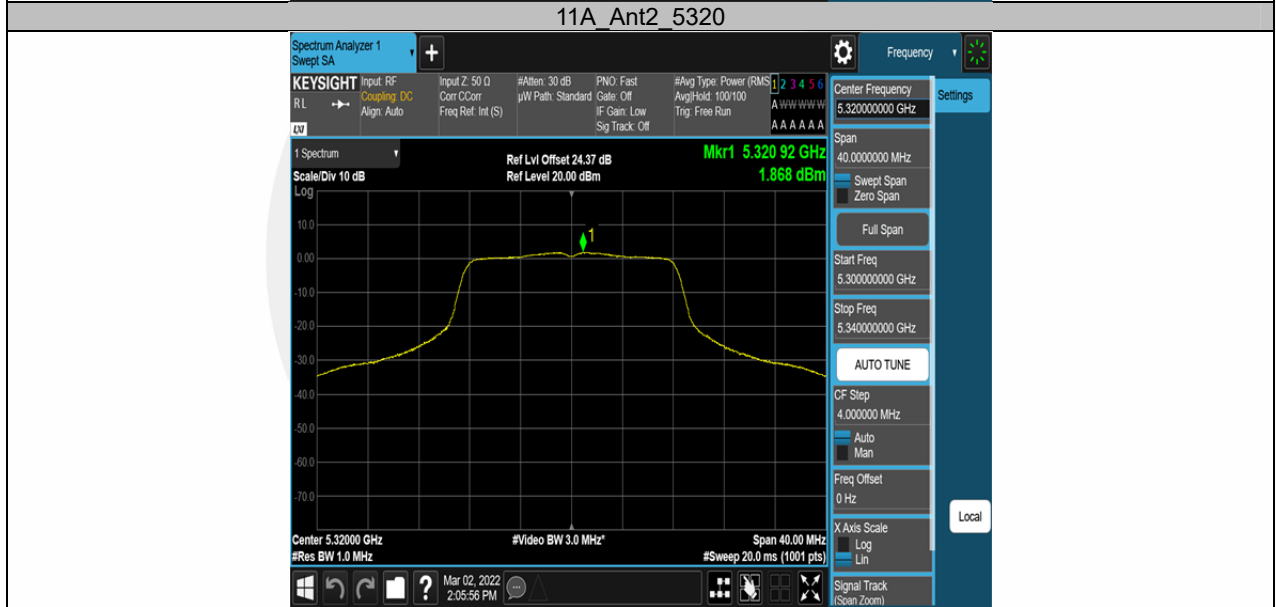 11A_Ant2_5320
Spectrum Analyzer 1
Swept SA
+
Frequency
KEYSIGHT
RL
LXI
Input: RF
Coupling: DC
Align: Auto
Input Z: 50 Ω
Corr CCorr
Freq Ref: Int (S)
#Atten: 30 dB
µW Path: Standard
PNO: Fast
Gate: Off
IF Gain: Low
Sig Track: Off
#Avg Type: Power (RMS
Avg|Hold: 100/100
Trig: Free Run
1 2 3 4 5 6
A W W W W W
A A A A A A
1 Spectrum
Scale/Div 10 dB
Log
Ref Lvl Offset 24.37 dB
Ref Level 20.00 dBm
Mkr1 5.320 92 GHz
1.868 dBm
1
10.0
0.00
-10.0
-20.0
-30.0
-40.0
-50.0
-60.0
-70.0
Center 5.32000 GHz
#Res BW 1.0 MHz
#Video BW 3.0 MHz*
Span 40.00 MHz
#Sweep 20.0 ms (1001 pts)
?
Mar 02, 2022
2:05:56 PM
Center Frequency
5.320000000 GHz
Span
40.0000000 MHz
Swept Span
Zero Span
Full Span
Start Freq
5.300000000 GHz
Stop Freq
5.340000000 GHz
AUTO TUNE
CF Step
4.000000 MHz
Auto
Man
Freq Offset
0 Hz
X Axis Scale
Log
Lin
Signal Track
(Span Zoom)
Settings
Local